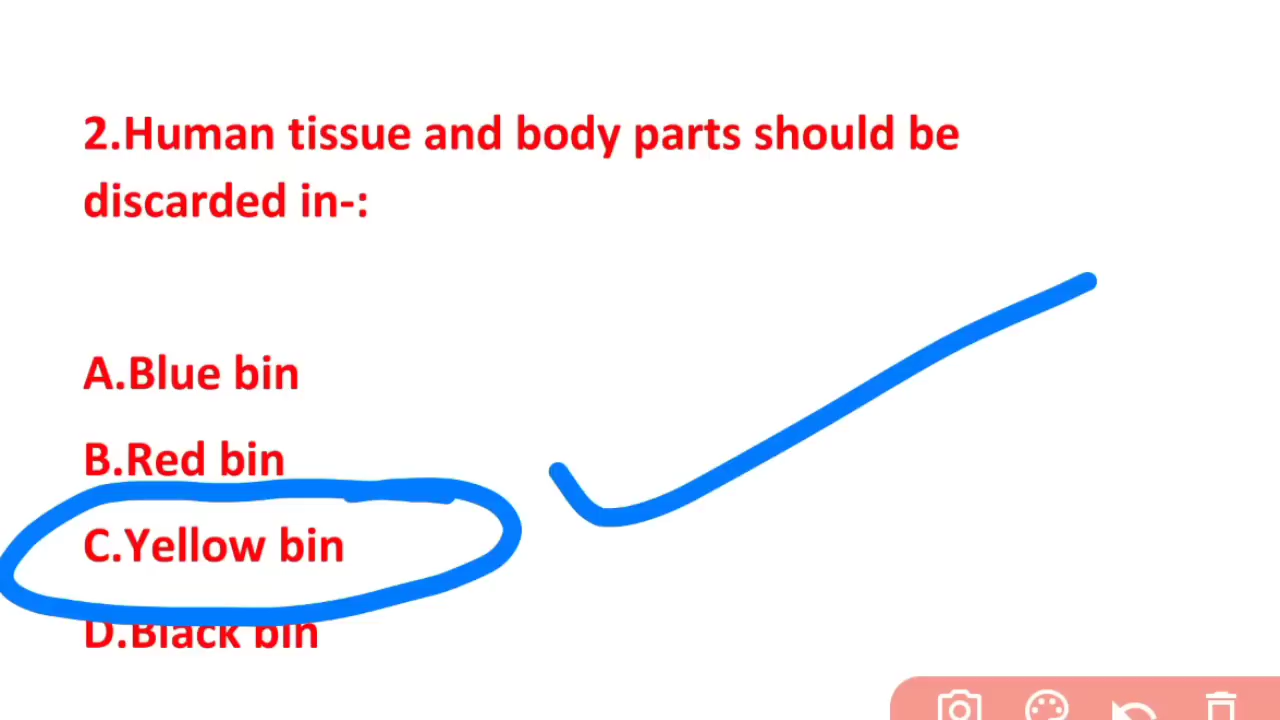 2.Human tissue and body parts should be
discarded in-:
A.Blue bin
B.Red bin
C.Yellow bin
D.Black bin